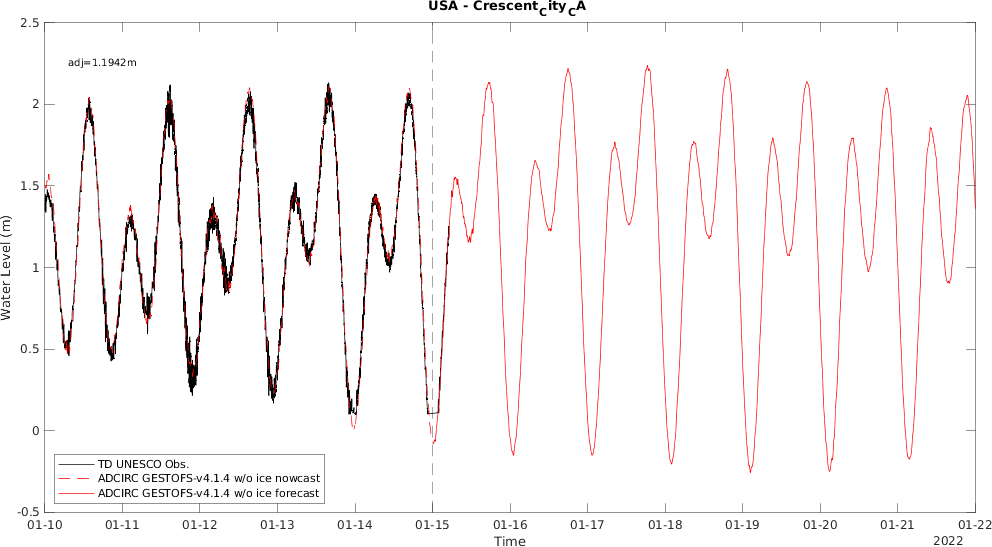 USA - Crescent_City_CA
adj=1.1942m
2.5
2
1.5
1
0.5
0
-0.5
Water Level (m)
TD UNESCO Obs.
ADCIRC GESTOFS-v4.1.4 w/o ice nowcast
ADCIRC GESTOFS-v4.1.4 w/o ice forecast
01-10 01-11 01-12 01-13 01-14 01-15 01-16 01-17 01-18 01-19 01-20 01-21 01-22
Time
2022